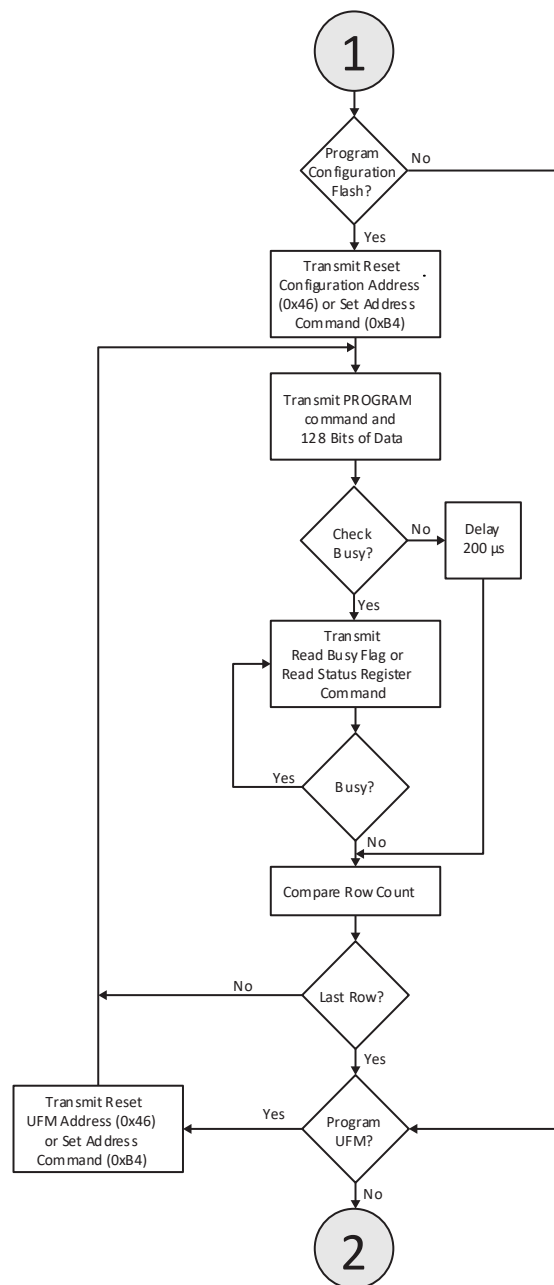 1
Program
Configuration
Flash?
No
Yes
Transmit Reset
Configuration Address
(0x46) or Set Address
Command (0xB4)
Transmit PROGRAM
command and
128 Bits of Data
Check
Busy?
No
Delay
200 µs
Yes
Transmit
Read Busy Flag or
Read Status Register
Command
Yes
Busy?
No
Compare Row Count
No
Last Row?
Yes
Transmit Reset
UFM Address (0x46)
or Set Address
Command (0xB4)
Yes
Program
UFM?
No
2